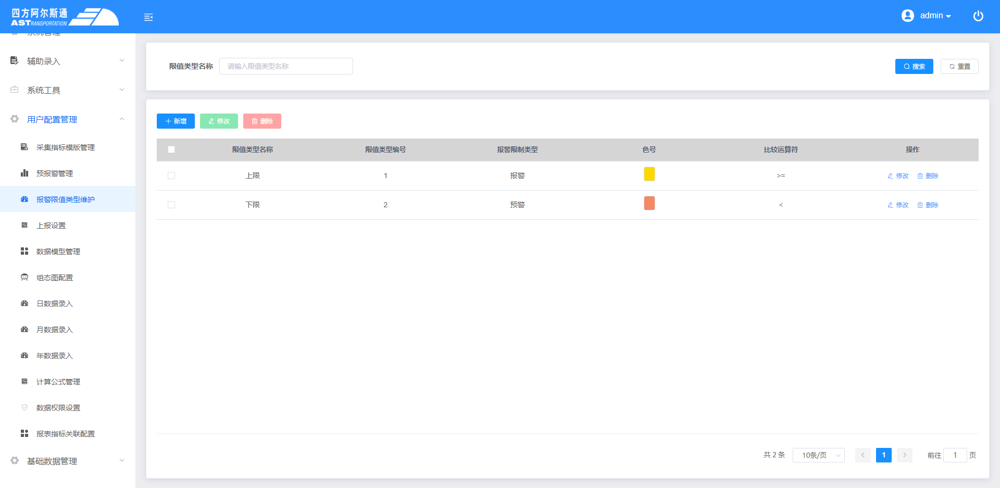 四方阿尔斯通
ASTRANSPORTATION
admin
系统管理
辅助录入
系统工具
用户配置管理
采集指标模版管理
预报警管理
报警限值类型维护
上报设置
数据模型管理
组态图配置
日数据录入
月数据录入
年数据录入
计算公式管理
数据权限设置
报表指标关联配置
基础数据管理
限值类型名称 请输入限值类型名称 搜索 重置
新增 修改 删除
限值类型名称 限值类型编号 报警限制类型 色号 比较运算符 操作
上限 1 报警 >= 修改 删除
下限 2 预警 < 修改 删除
共 2 条 10条/页 1 前往 1 页